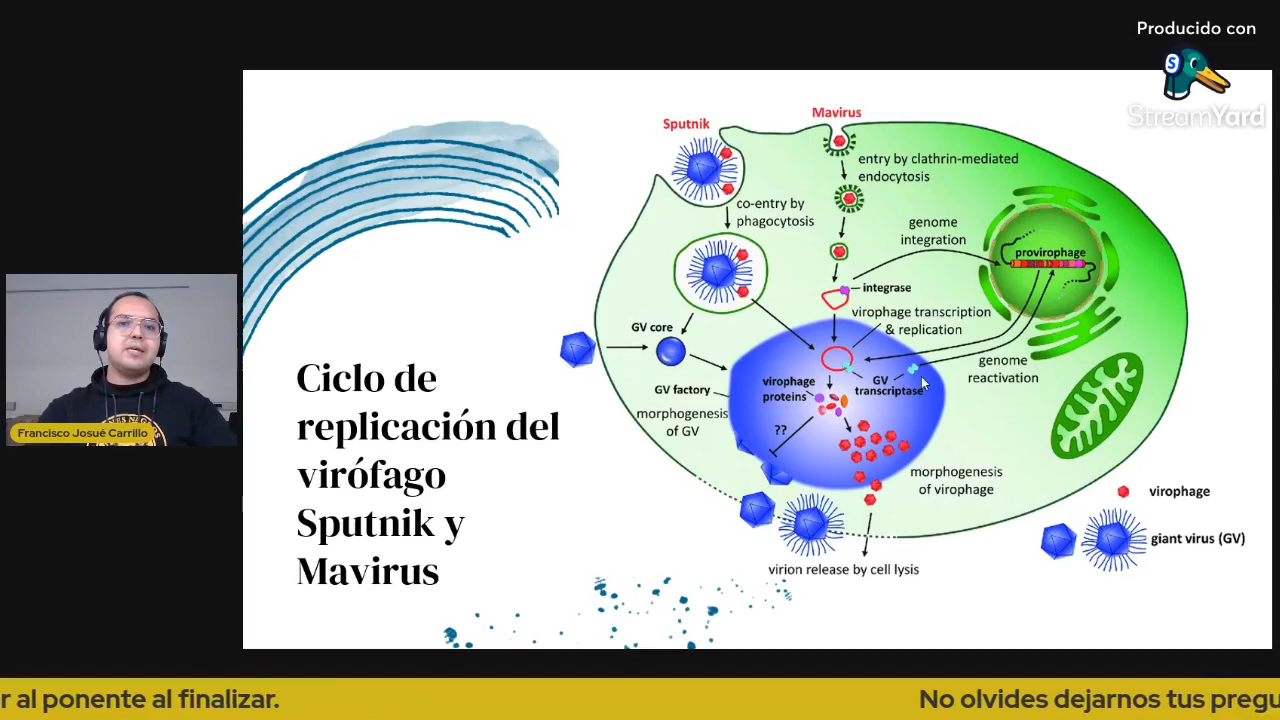 Producido con
StreamYard
Francisco Josué Carrillo
Ciclo de
replicación del
virófago
Sputnik y
Mavirus
Sputnik
Mavirus
entry by clathrin-mediated
endocytosis
co-entry by
phagocytosis
genome
integration
provirophage
integrase
virophage transcription
& replication
GV core
genome
reactivation
GV factory
virophage
proteins
GV
transcriptase
morphogenesis
of GV
??
morphogenesis
of virophage
virophage
giant virus (GV)
virion release by cell lysis
r al ponente al finalizar.
No olvides dejarnos tus pregu